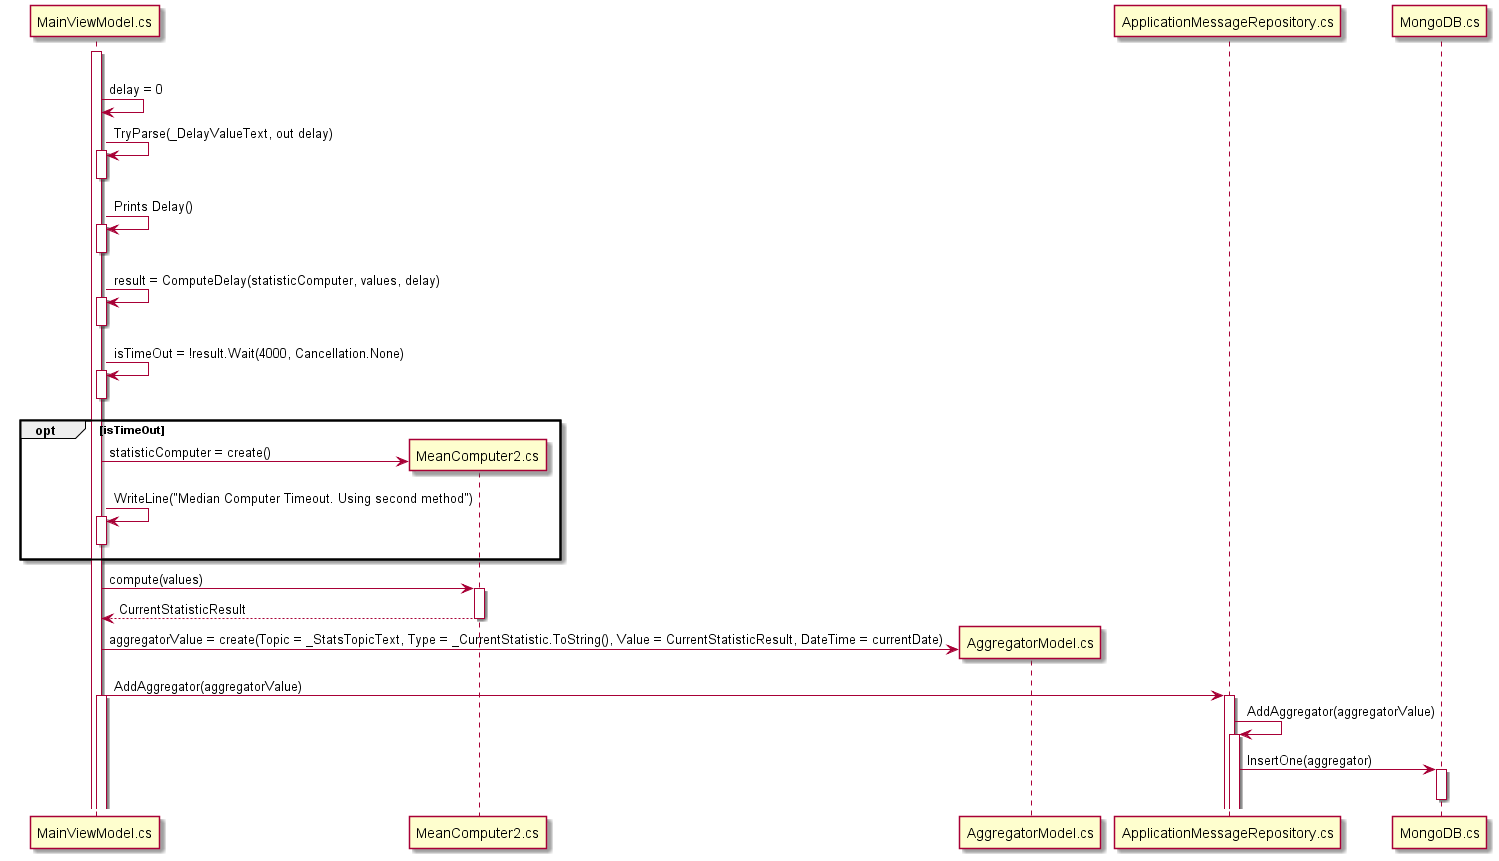 MainViewModel.cs
ApplicationMessageRepository.cs
MongoDB.cs
delay = 0
TryParse(_DelayValueText, out delay)
Prints Delay()
result = ComputeDelay(statisticComputer, values, delay)
isTimeOut = !result.Wait(4000, Cancellation.None)
opt
[isTimeOut]
statisticComputer = create()
MeanComputer2.cs
WriteLine("Median Computer Timeout. Using second method")
compute(values)
CurrentStatisticResult
aggregatorValue = create(Topic = _StatsTopicText, Type = _CurrentStatistic.ToString(), Value = CurrentStatisticResult, DateTime = currentDate)
AggregatorModel.cs
AddAggregator(aggregatorValue)
AddAggregator(aggregatorValue)
InsertOne(aggregator)
MainViewModel.cs
MeanComputer2.cs
AggregatorModel.cs
ApplicationMessageRepository.cs
MongoDB.cs